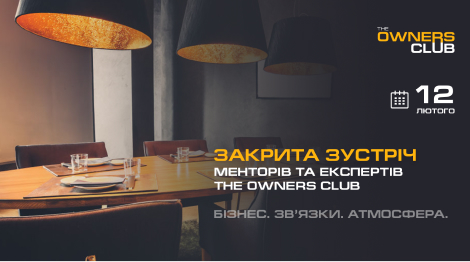 THE
OWNERS
CLUB
12
ЛЮТОГО
ЗАКРИТА ЗУСТРІЧ
МЕНТОРІВ ТА ЕКСПЕРТІВ
THE OWNERS CLUB
БІЗНЕС. ЗВ'ЯЗКИ. АТМОСФЕРА.